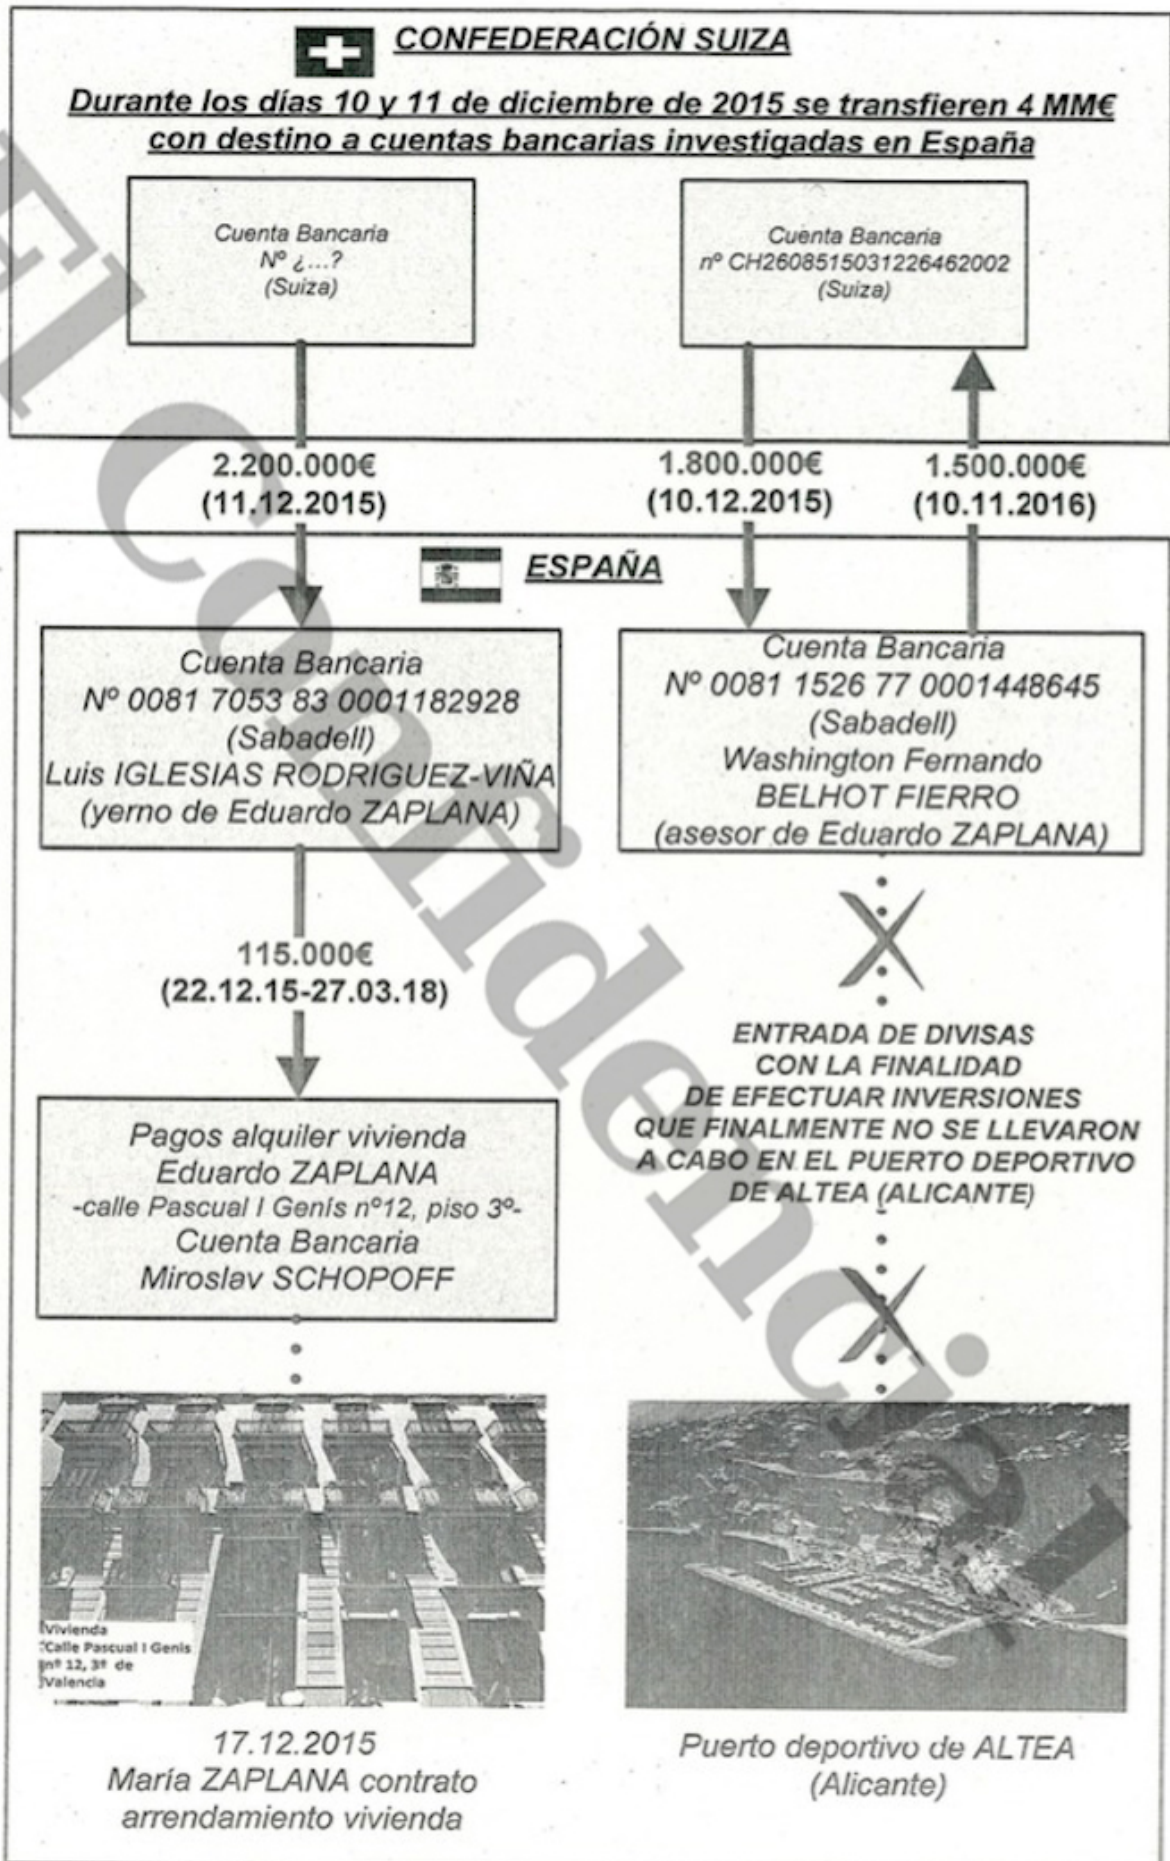 CONFEDERACIÓN SUIZA
Durante los días 10 y 11 de diciembre de 2015 se transfieren 4 MM€
con destino a cuentas bancarias investigadas en España
Cuenta Bancaria
Nº ¿...?
(Suiza)
Cuenta Bancaria
nº CH2608515031226462002
(Suiza)
2.200.000€
(11.12.2015)
1.800.000€
(10.12.2015)
1.500.000€
(10.11.2016)
ESPAÑA
Cuenta Bancaria
Nº 0081 7053 83 0001182928
(Sabadell)
Luis IGLESIAS RODRIGUEZ-VIÑA
(yerno de Eduardo ZAPLANA)
Cuenta Bancaria
Nº 0081 1526 77 0001448645
(Sabadell)
Washington Fernando
BELHOT FIERRO
(asesor de Eduardo ZAPLANA)
115.000€
(22.12.15-27.03.18)
ENTRADA DE DIVISAS
CON LA FINALIDAD
DE EFECTUAR INVERSIONES
QUE FINALMENTE NO SE LLEVARON
A CABO EN EL PUERTO DEPORTIVO
DE ALTEA (ALICANTE)
Pagos alquiler vivienda
Eduardo ZAPLANA
-calle Pascual I Genís nº12, piso 3º-
Cuenta Bancaria
Miroslav SCHOPOFF
Vivienda
Calle Pascual I Genis
nº 12, 3º de
Valencia
17.12.2015
María ZAPLANA contrato
arrendamiento vivienda
Puerto deportivo de ALTEA
(Alicante)
El Confidencial